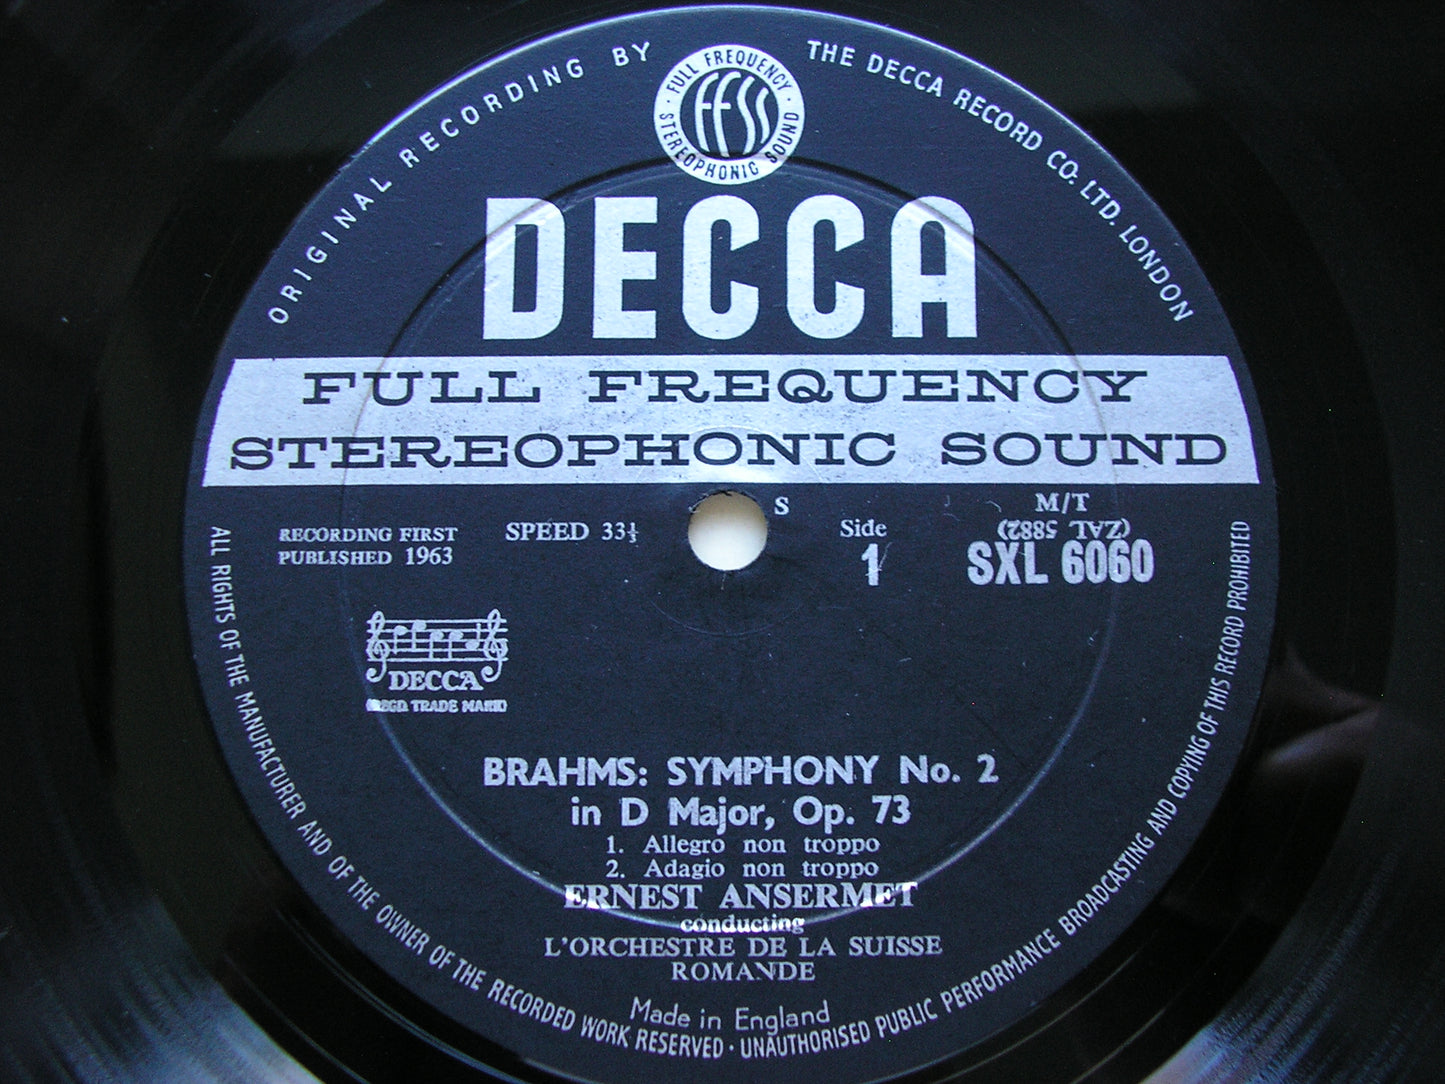 ORIGINAL RECORDING BY THE DECCA RECORD CO. LTD. LONDON
FULL FREQUENCY
ffss
STEREOPHONIC SOUND
DECCA
FULL FREQUENCY
STEREOPHONIC SOUND
RECORDING FIRST
PUBLISHED 1963
SPEED 33⅓
S
Side
1
M/T
(ZAL 5882)
SXL 6060
DECCA
(REGD. TRADE MARK)
BRAHMS: SYMPHONY No. 2
in D Major, Op. 73
1. Allegro non troppo
2. Adagio non troppo
ERNEST ANSERMET
conducting
L'ORCHESTRE DE LA SUISSE
ROMANDE
Made in England
ALL RIGHTS OF THE MANUFACTURER AND OF THE OWNER OF THE RECORDED WORK RESERVED · UNAUTHORISED PUBLIC PERFORMANCE BROADCASTING AND COPYING OF THIS RECORD PROHIBITED